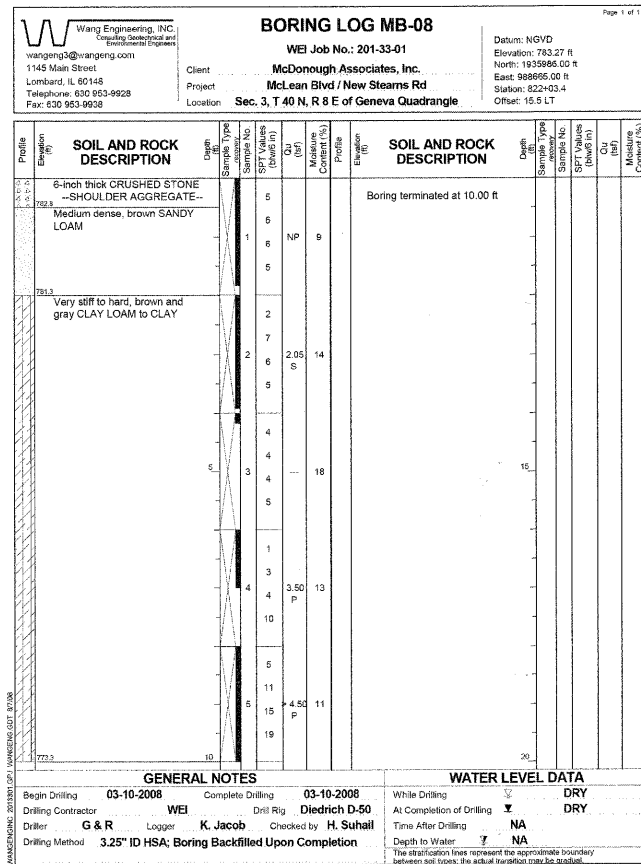 Page 1 of 1
Wang Engineering, INC.
Consulting Geotechnical and
Environmental Engineers
wangeng3@wangeng.com
1145 Main Street
Lombard, IL 60148
Telephone: 630 953-9928
Fax: 630 953-9938
BORING LOG MB-08
WEI Job No.: 201-33-01
Client McDonough Associates, Inc.
Project McLean Blvd / New Stearns Rd
Location Sec. 3, T 40 N, R 8 E of Geneva Quadrangle
Datum: NGVD
Elevation: 783.27 ft
North: 1935986.00 ft
East: 988665.00 ft
Station: 822+03.4
Offset: 15.5 LT
Profile Elevation (ft) SOIL AND ROCK DESCRIPTION Depth (ft) Sample Type recovery Sample No. SPT Values (blw/6 in) Qu (tsf) Moisture Content (%)
Profile Elevation (ft) SOIL AND ROCK DESCRIPTION Depth (ft) Sample Type recovery Sample No. SPT Values (blw/6 in) Qu (tsf) Moisture Content (%)
6-inch thick CRUSHED STONE
--SHOULDER AGGREGATE--
782.8
Medium dense, brown SANDY
LOAM
5
6
1 6 NP 9
5
781.3
Very stiff to hard, brown and
gray CLAY LOAM to CLAY
2
7
2 6 2.05 S 14
5
4
4
5 3 4 --- 18
5
1
3
4 4 3.50 P 13
10
5
11
5 15 > 4.50 P 11
19
773.3 10
Boring terminated at 10.00 ft
15
20
GENERAL NOTES
Begin Drilling 03-10-2008 Complete Drilling 03-10-2008
Drilling Contractor WEI Drill Rig Diedrich D-50
Driller G & R Logger K. Jacob Checked by H. Suhail
Drilling Method 3.25" ID HSA; Boring Backfilled Upon Completion
WATER LEVEL DATA
While Drilling DRY
At Completion of Drilling DRY
Time After Drilling NA
Depth to Water NA
The stratification lines represent the approximate boundary
between soil types; the actual transition may be gradual.
WANGENGINC 2013301.GPJ WANGENG.GDT 8/7/08